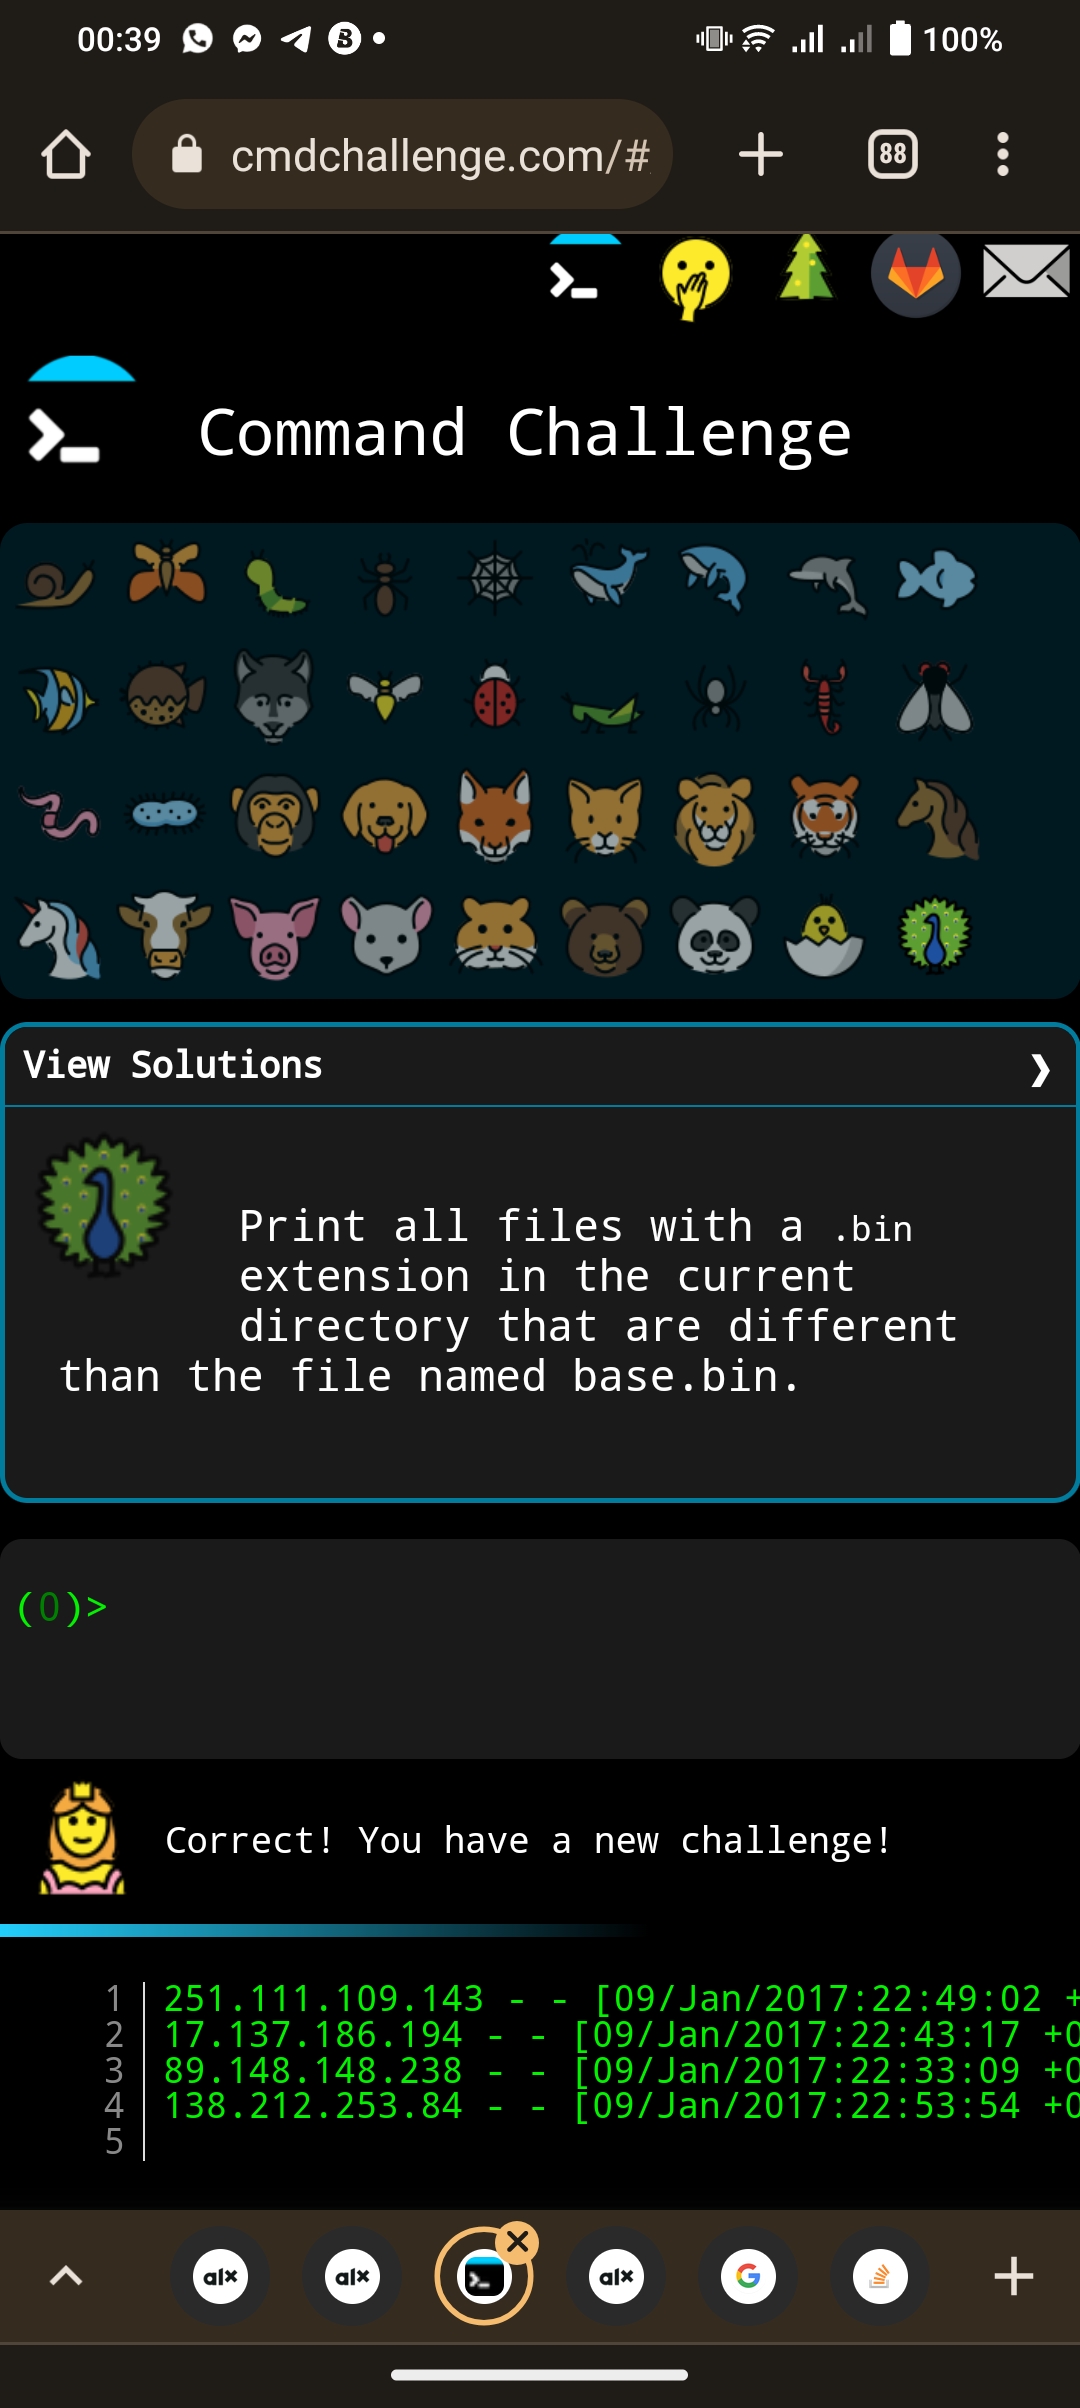 00:39
100%
cmdchallenge.com/#
88
Command Challenge
View Solutions
Print all files with a .bin
extension in the current
directory that are different
than the file named base.bin.
(0)>
Correct! You have a new challenge!
1 251.111.109.143 - - [09/Jan/2017:22:49:02 +
2 17.137.186.194 - - [09/Jan/2017:22:43:17 +0
3 89.148.148.238 - - [09/Jan/2017:22:33:09 +0
4 138.212.253.84 - - [09/Jan/2017:22:53:54 +0
5
alx alx alx